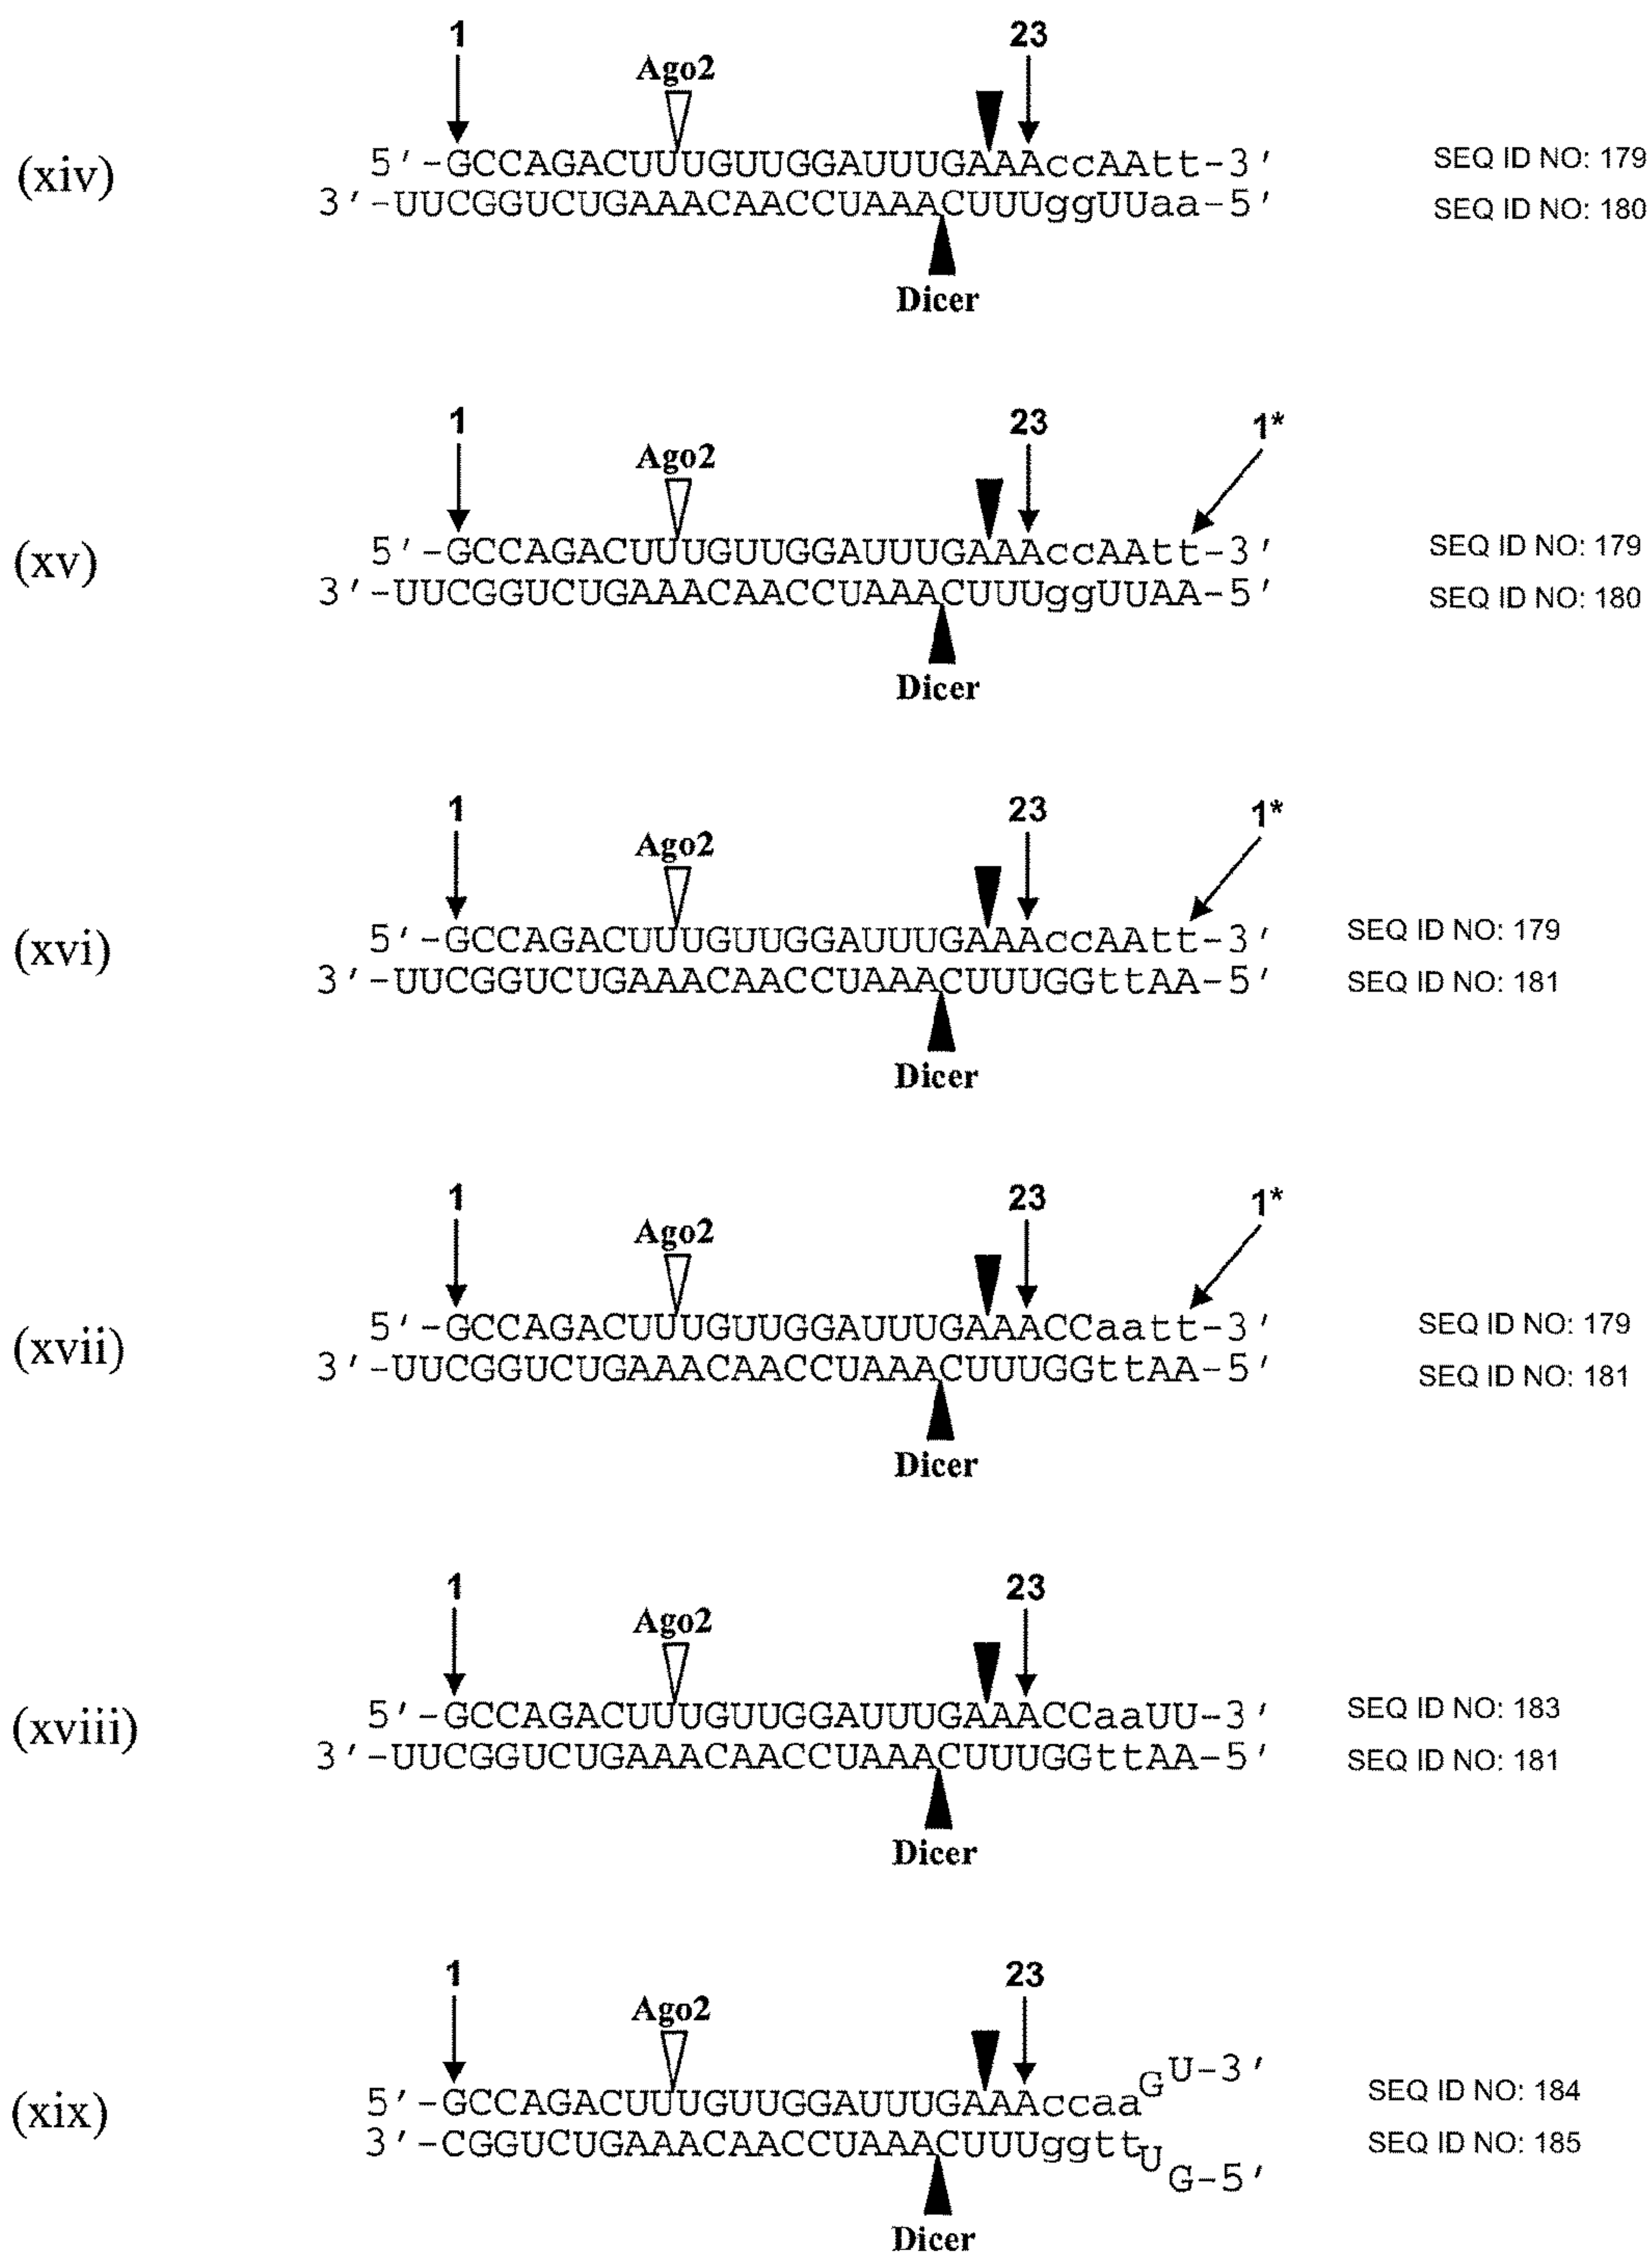 1 23
Ago2
(xiv) 5'-GCCAGACUUUGUUGGAUUUGAAAccAAtt-3' SEQ ID NO: 179
3'-UUCGGUCUGAAACAACCUAAACUUUggUUaa-5' SEQ ID NO: 180
Dicer
1 23 1*
Ago2
(xv) 5'-GCCAGACUUUGUUGGAUUUGAAAccAAtt-3' SEQ ID NO: 179
3'-UUCGGUCUGAAACAACCUAAACUUUggUUAA-5' SEQ ID NO: 180
Dicer
1 23 1*
Ago2
(xvi) 5'-GCCAGACUUUGUUGGAUUUGAAAccAAtt-3' SEQ ID NO: 179
3'-UUCGGUCUGAAACAACCUAAACUUUGGttAA-5' SEQ ID NO: 181
Dicer
1 23 1*
Ago2
(xvii) 5'-GCCAGACUUUGUUGGAUUUGAAACCaatt-3' SEQ ID NO: 179
3'-UUCGGUCUGAAACAACCUAAACUUUGGttAA-5' SEQ ID NO: 181
Dicer
1 23
Ago2
(xviii) 5'-GCCAGACUUUGUUGGAUUUGAAACCaaUU-3' SEQ ID NO: 183
3'-UUCGGUCUGAAACAACCUAAACUUUGGttAA-5' SEQ ID NO: 181
Dicer
1 23
Ago2
(xix) 5'-GCCAGACUUUGUUGGAUUUGAAAccaaGU-3' SEQ ID NO: 184
3'-CGGUCUGAAACAACCUAAACUUUggttUG-5' SEQ ID NO: 185
Dicer